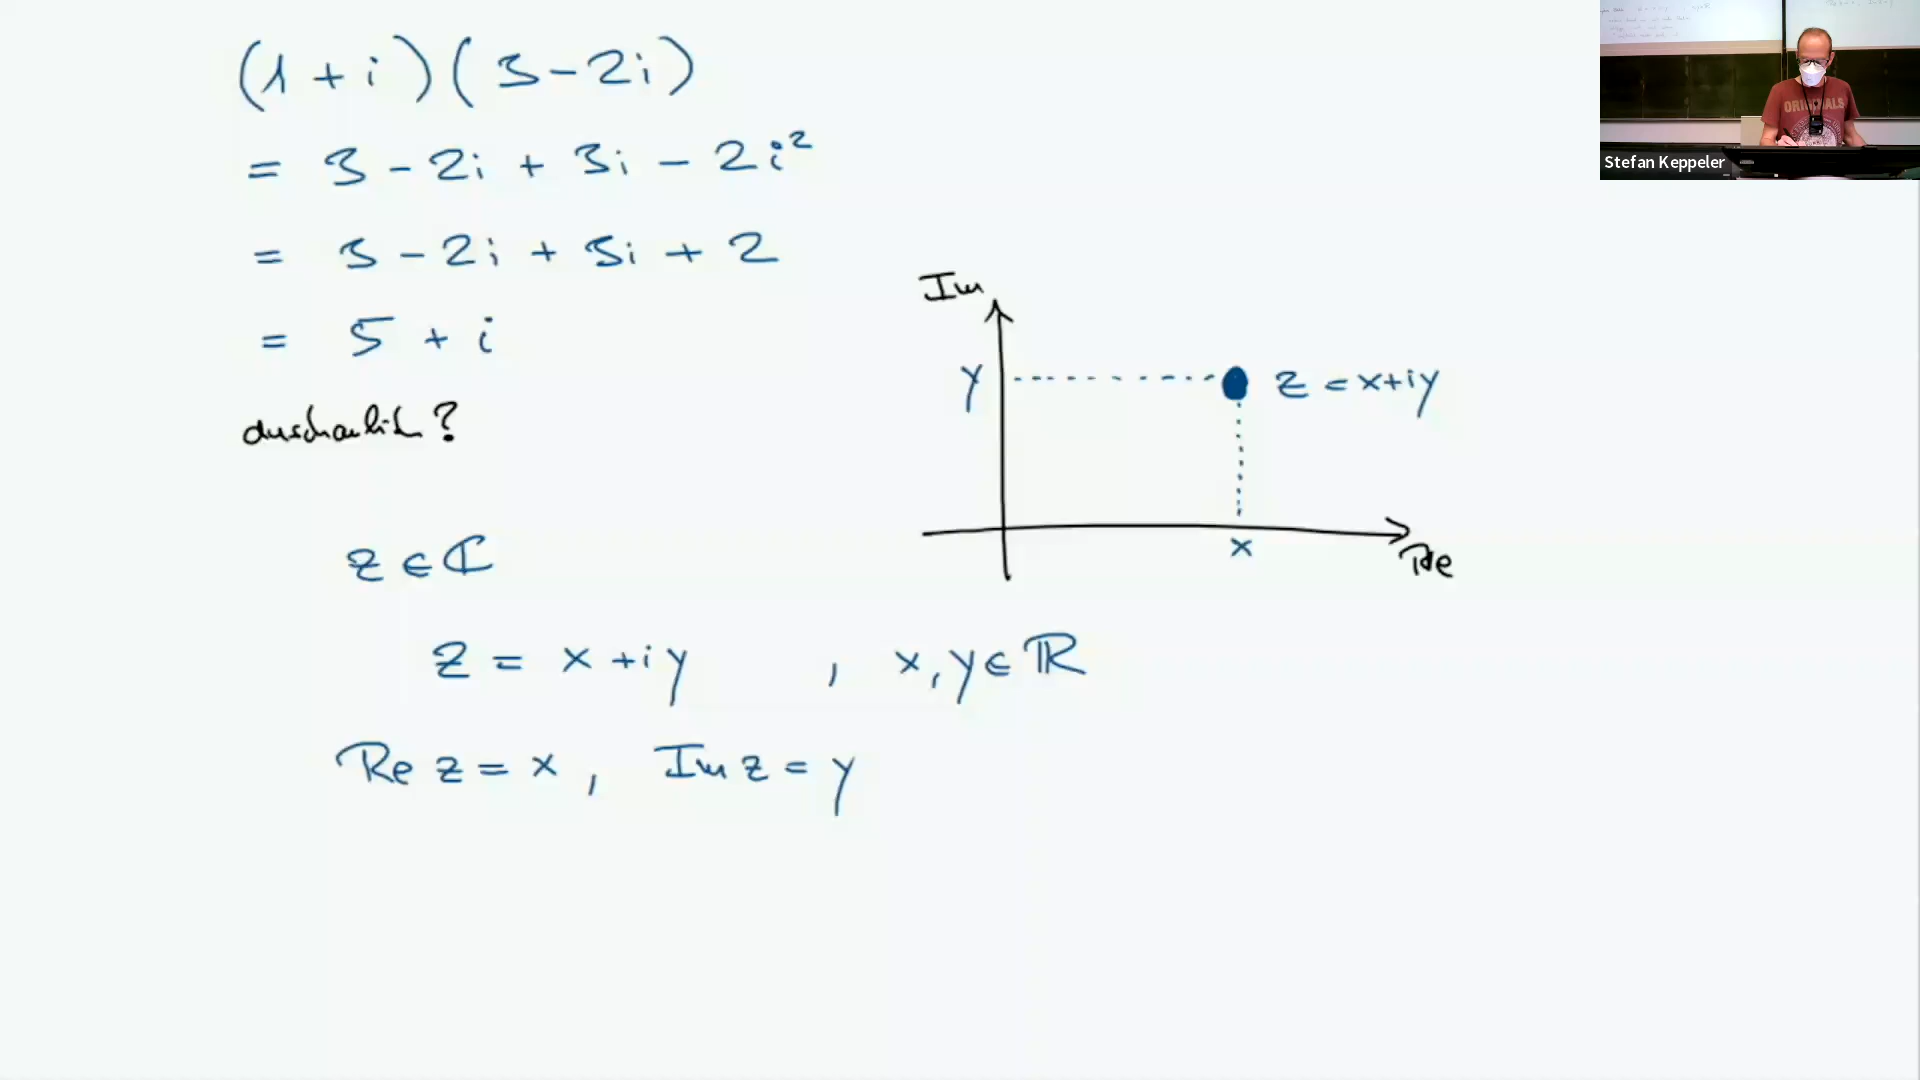 (1+i)(3-2i)
= 3 - 2i + 3i - 2i²
= 3 - 2i + 3i + 2
= 5 + i
anschaulich?
Im
y
z = x+iy
x
Re
z ∈ ℂ
z = x + iy , x, y ∈ ℝ
Re z = x , Im z = y
ORIGINALS
Stefan Keppeler